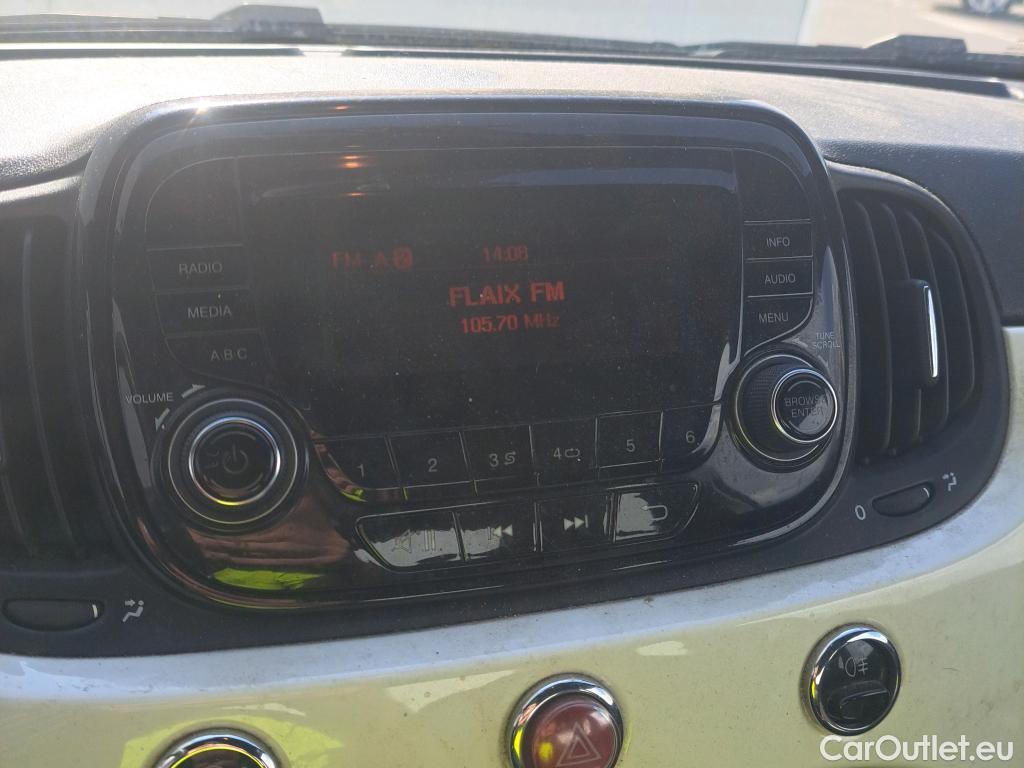 FM A 2 14:08
FLAIX FM
105.70 MHz
RADIO
MEDIA
A·B·C
VOLUME
INFO
AUDIO
MENU
TUNE
SCROLL
BROWSE
ENTER
1 2 3 4 5 6
0
CarOutlet.eu